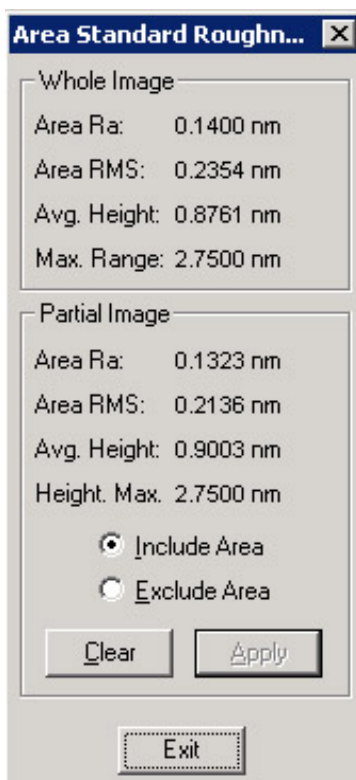 Area Standard Roughn...
Whole Image
Area Ra: 0.1400 nm
Area RMS: 0.2354 nm
Avg. Height: 0.8761 nm
Max. Range: 2.7500 nm
Partial Image
Area Ra: 0.1323 nm
Area RMS: 0.2136 nm
Avg. Height: 0.9003 nm
Height. Max. 2.7500 nm
Include Area
Exclude Area
Clear Apply
Exit